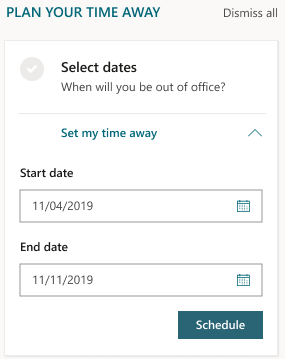 PLAN YOUR TIME AWAY Dismiss all
Select dates
When will you be out of office?
Set my time away
Start date
11/04/2019
End date
11/11/2019
Schedule